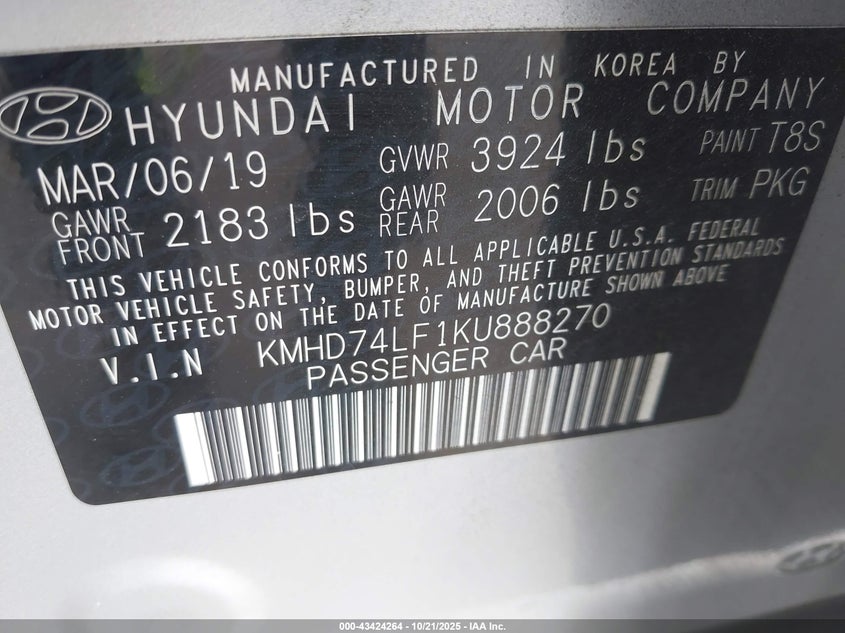 MANUFACTURED IN KOREA BY
HYUNDAI MOTOR COMPANY
MAR/06/19 GVWR 3924 lbs PAINT T8S
GAWR FRONT 2183 lbs GAWR REAR 2006 lbs TRIM PKG
THIS VEHICLE CONFORMS TO ALL APPLICABLE U.S.A. FEDERAL
MOTOR VEHICLE SAFETY, BUMPER, AND THEFT PREVENTION STANDARDS
IN EFFECT ON THE DATE OF MANUFACTURE SHOWN ABOVE
V.I.N KMHD74LF1KU888270
PASSENGER CAR
000-43424264 - 10/21/2025 - IAA Inc.